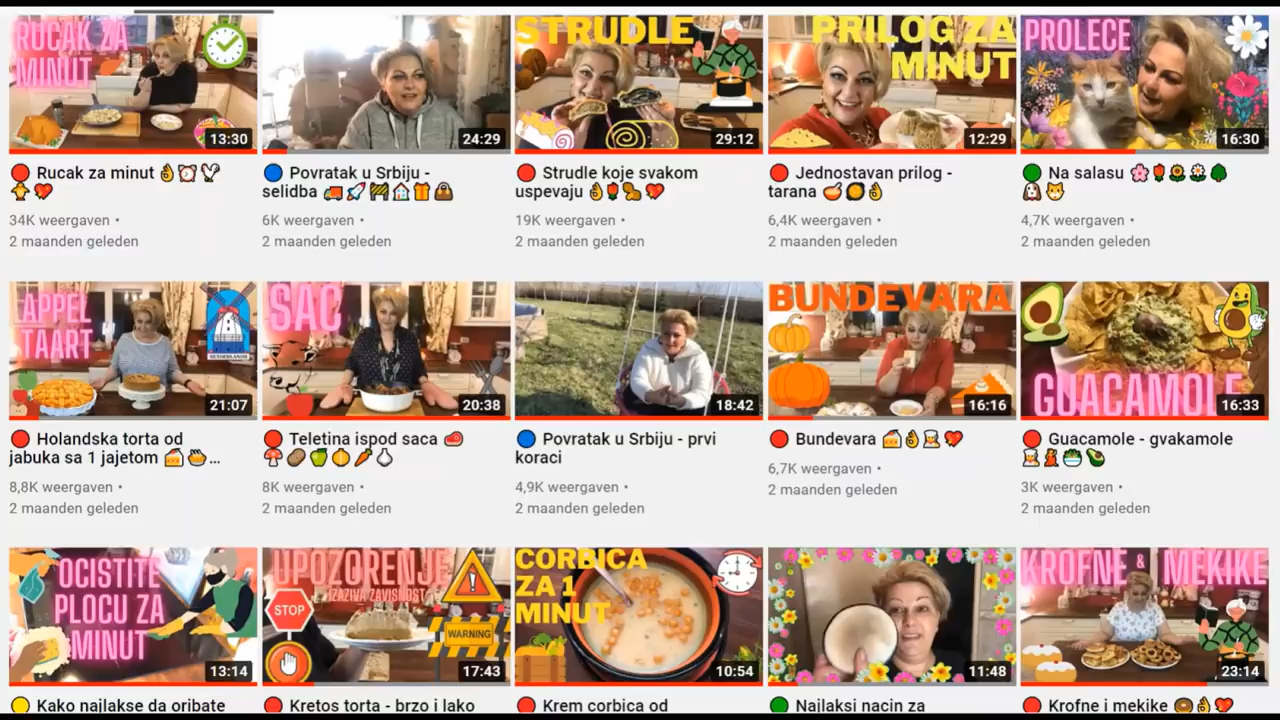 RUCAK ZA
MINUT
13:30
24:29
STRUDLE
29:12
PRILOG ZA
MINUT
12:29
PROLECE
16:30
Rucak za minut
Povratak u Srbiju -
selidba
Strudle koje svakom
uspevaju
Jednostavan prilog -
tarana
Na salasu
34K weergaven •
2 maanden geleden
6K weergaven •
2 maanden geleden
19K weergaven •
2 maanden geleden
6,4K weergaven •
2 maanden geleden
4,7K weergaven •
2 maanden geleden
APPEL
TAART
21:07
SAC
20:38
18:42
BUNDEVARA
16:16
GUACAMOLE
16:33
Holandska torta od
jabuka sa 1 jajetom ...
Teletina ispod saca
Povratak u Srbiju - prvi
koraci
Bundevara
Guacamole - gvakamole
8,8K weergaven •
2 maanden geleden
8K weergaven •
2 maanden geleden
4,9K weergaven •
2 maanden geleden
6,7K weergaven •
2 maanden geleden
3K weergaven •
2 maanden geleden
OCISTITE
PLOCU ZA
MINUT
13:14
UPOZORENJE
IZAZIVA ZAVISNOST
STOP
WARNING
17:43
CORBICA
ZA 1
MINUT
10:54
11:48
KROFNE & MEKIKE
23:14
Kako najlakse da oribate
Kretos torta - brzo i lako
Krem corbica od
Najlaksi nacin za
Krofne i mekike